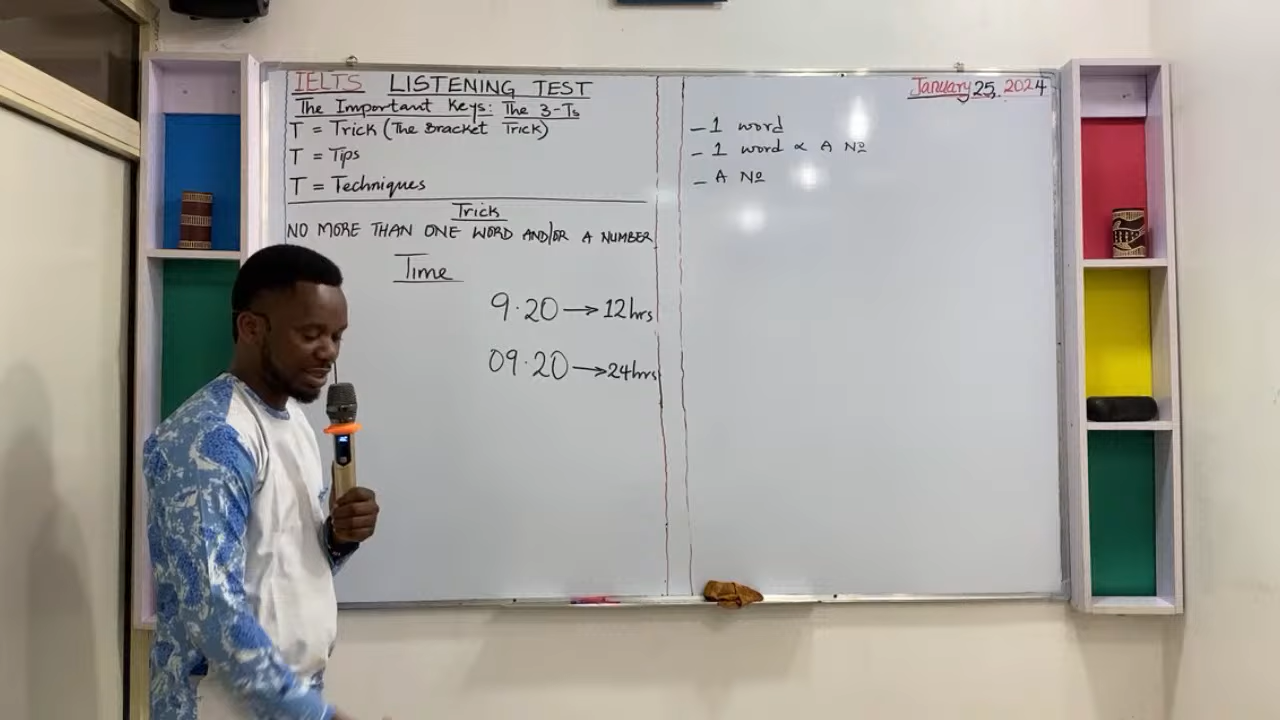 IELTS LISTENING TEST
The Important Keys: The 3-Ts
T = Trick (The Bracket Trick)
T = Tips
T = Techniques
Trick
NO MORE THAN ONE WORD AND/OR A NUMBER
Time
9.20 → 12hrs
09.20 → 24hrs
January 25, 2024
- 1 word
- 1 word & A Nº
- A Nº